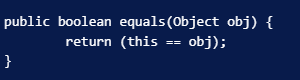 public boolean equals(Object obj) {
        return (this == obj);
}